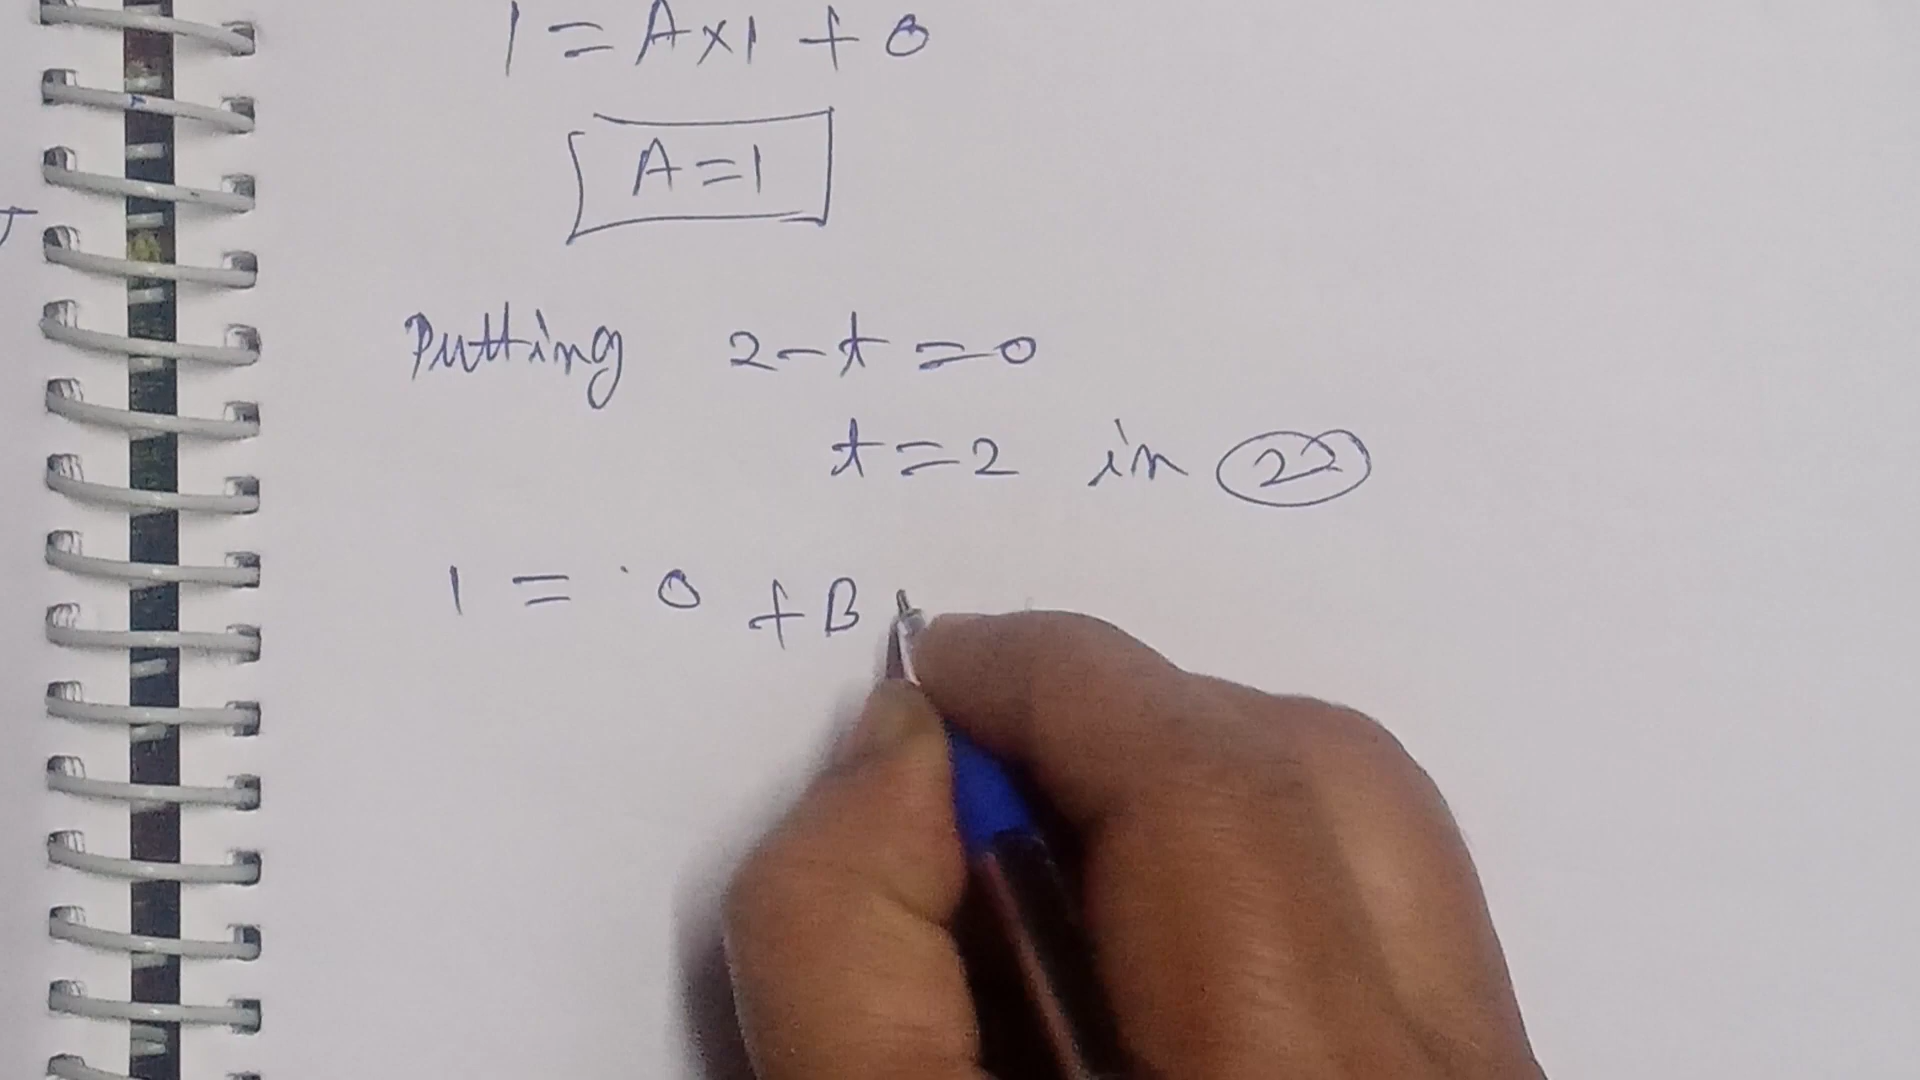 1 = A×1 + 0
A=1
Putting 2-t=0
t=2 in 22
1 = 0 + B